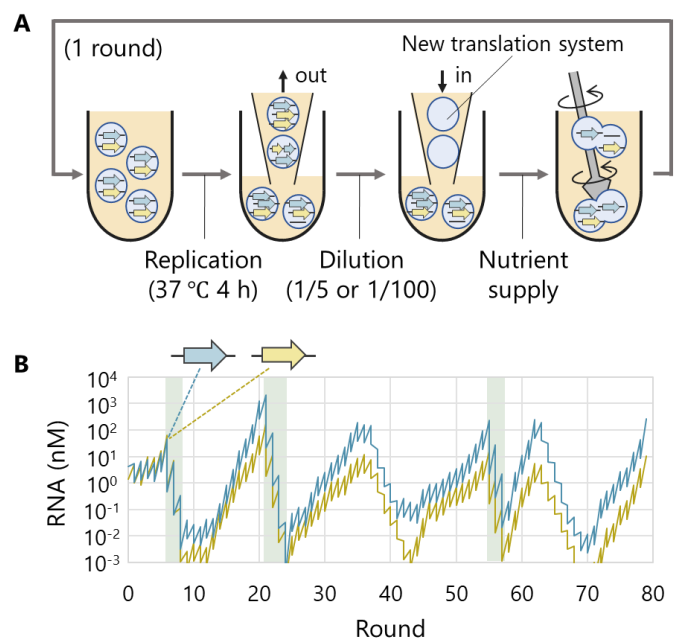 A
(1 round)
New translation system
out
in
Replication
(37 ℃ 4 h)
Dilution
(1/5 or 1/100)
Nutrient
supply
B
RNA (nM)
10⁴
10³
10²
10¹
10⁰
10⁻¹
10⁻²
10⁻³
0 10 20 30 40 50 60 70 80
Round